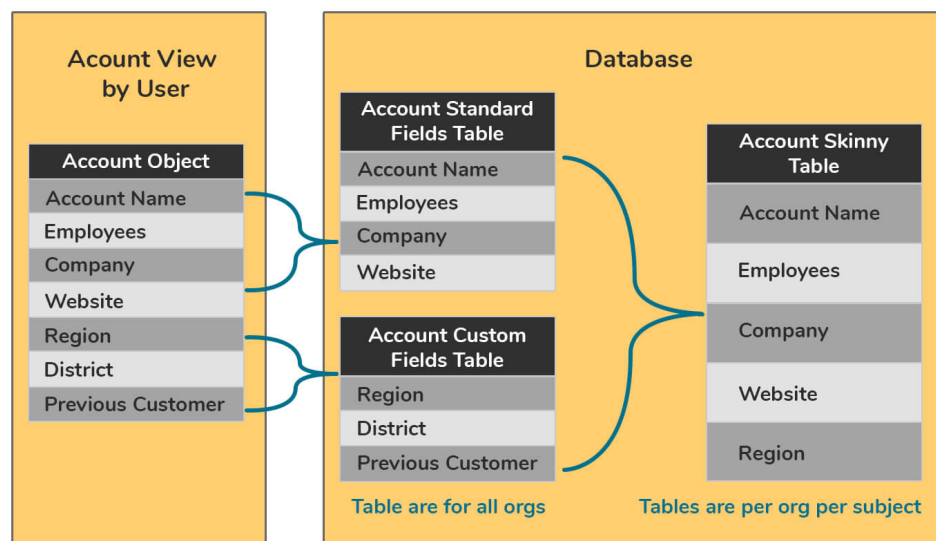 Acount View
by User
Account Object
Account Name
Employees
Company
Website
Region
District
Previous Customer
Database
Account Standard
Fields Table
Account Name
Employees
Company
Website
Account Custom
Fields Table
Region
District
Previous Customer
Table are for all orgs
Account Skinny
Table
Account Name
Employees
Company
Website
Region
Tables are per org per subject